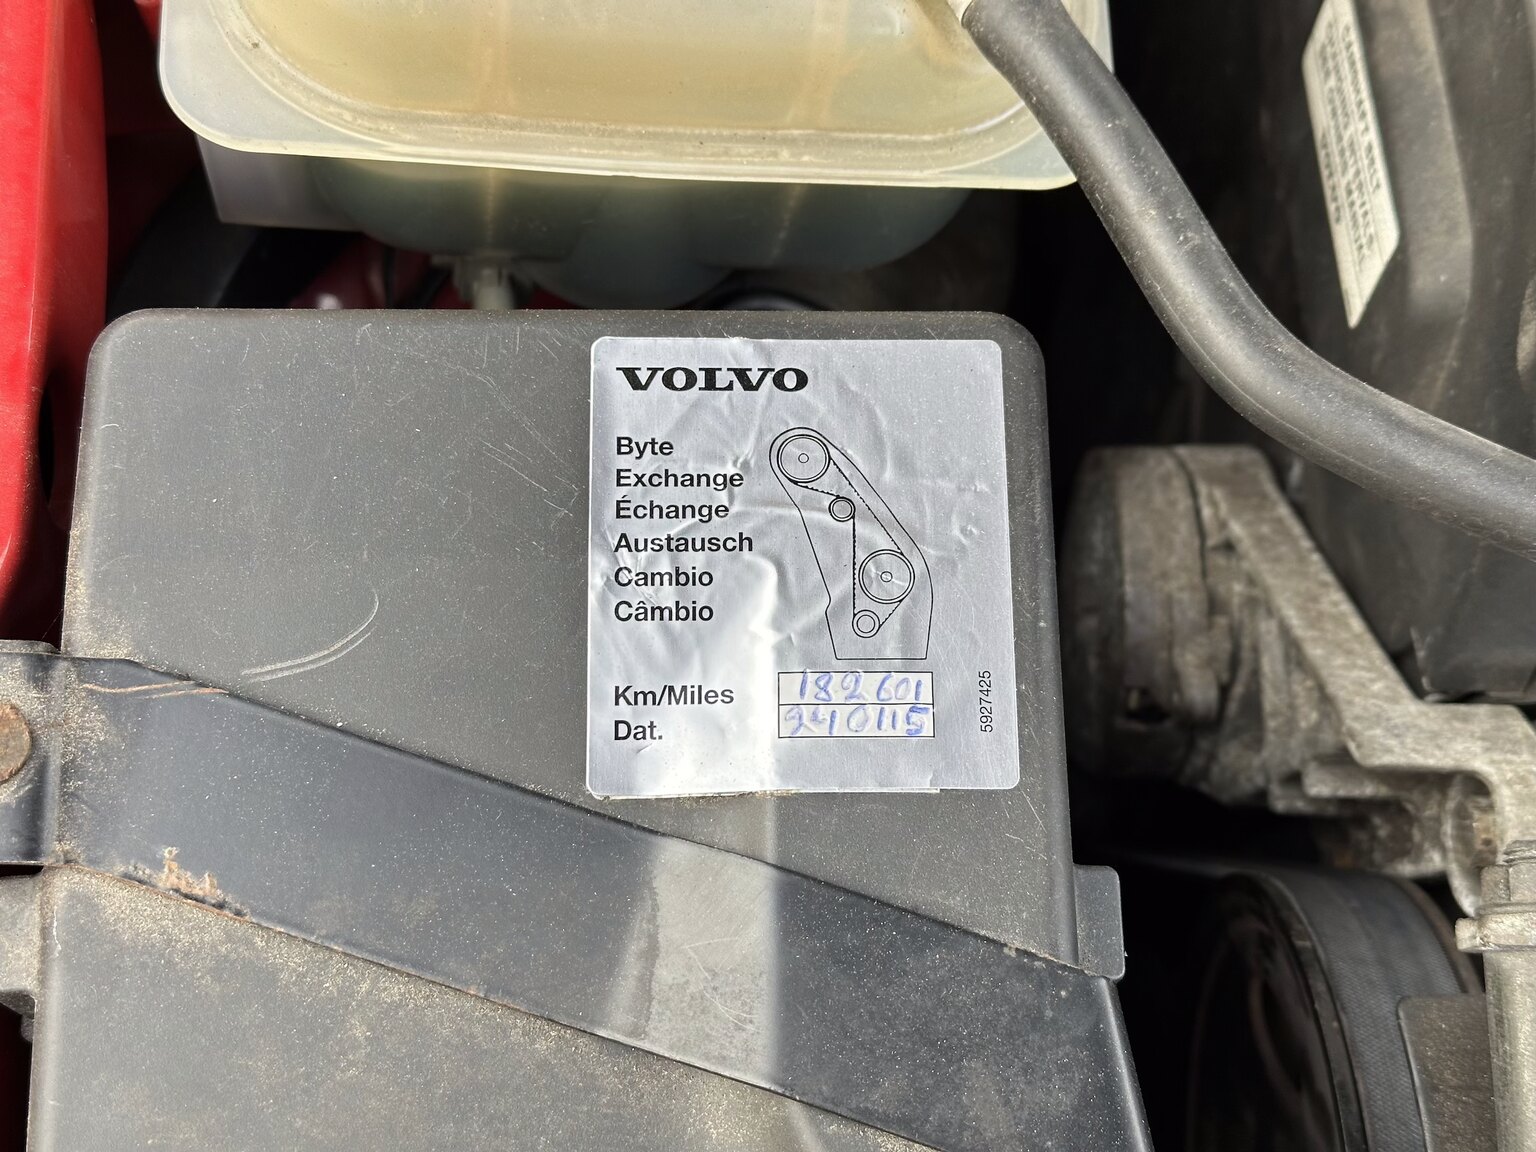 VOLVO
Byte
Exchange
Échange
Austausch
Cambio
Câmbio
Km/Miles 182601
Dat. 240115
5927425